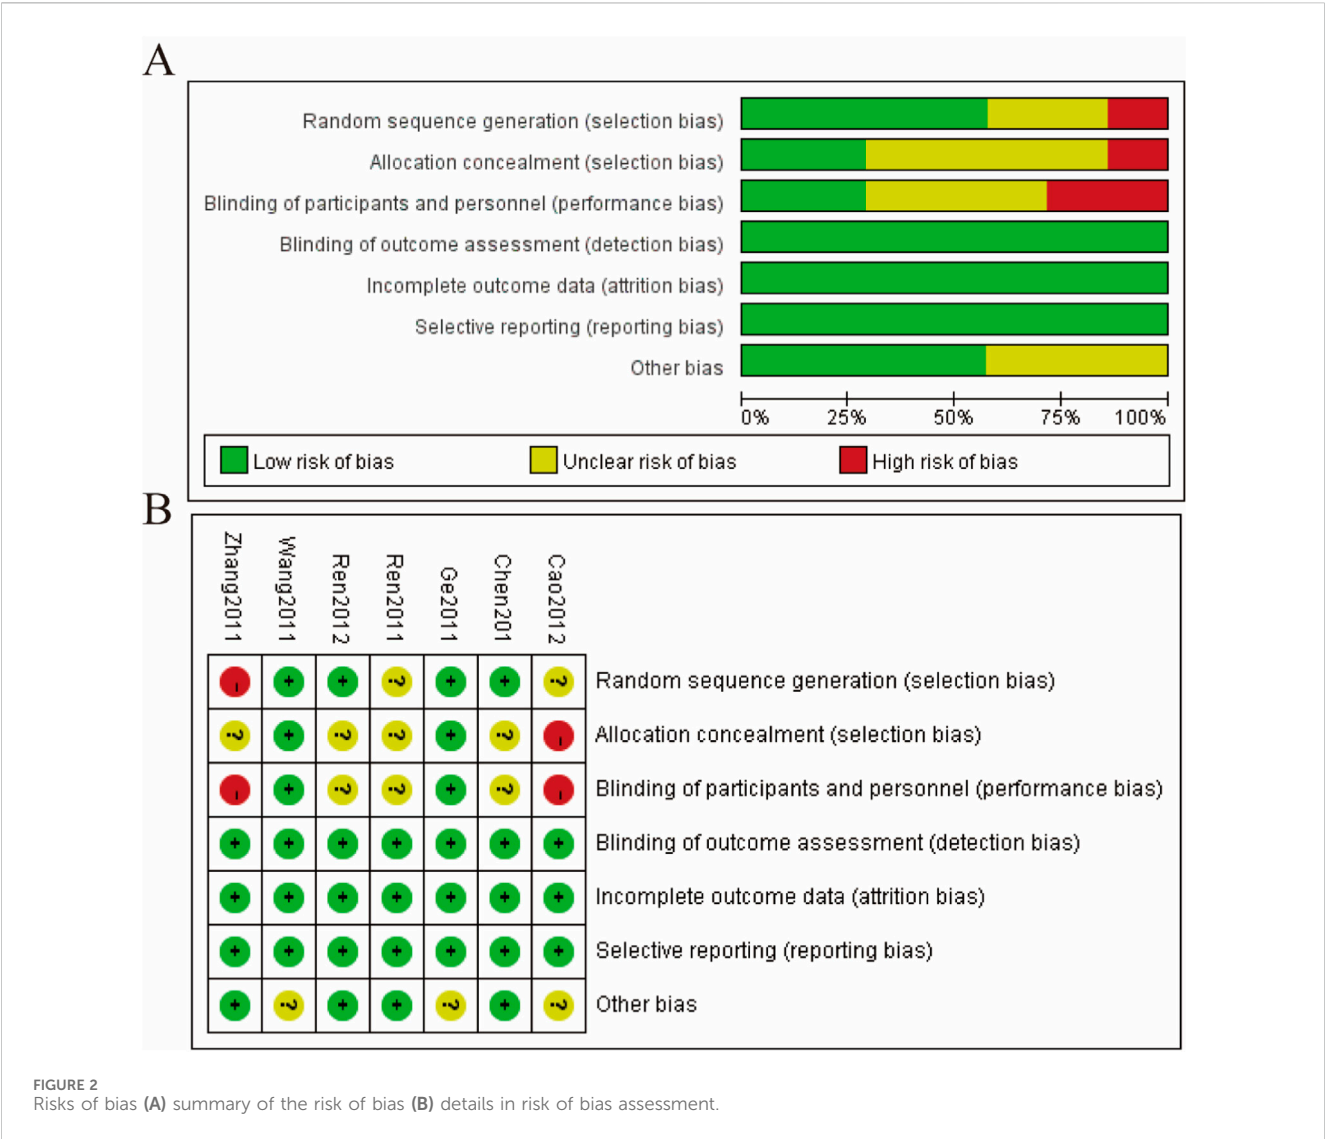 A
Random sequence generation (selection bias)
Allocation concealment (selection bias)
Blinding of participants and personnel (performance bias)
Blinding of outcome assessment (detection bias)
Incomplete outcome data (attrition bias)
Selective reporting (reporting bias)
Other bias
0% 25% 50% 75% 100%
Low risk of bias Unclear risk of bias High risk of bias
B
Zhang2011
Wang2011
Ren2012
Ren2011
Ge2011
Chen201
Cao2012
- + + ? + + ? Random sequence generation (selection bias)
? + ? ? + ? - Allocation concealment (selection bias)
- + ? ? + ? - Blinding of participants and personnel (performance bias)
+ + + + + + + Blinding of outcome assessment (detection bias)
+ + + + + + + Incomplete outcome data (attrition bias)
+ + + + + + + Selective reporting (reporting bias)
+ ? + + ? + ? Other bias
FIGURE 2
Risks of bias (A) summary of the risk of bias (B) details in risk of bias assessment.